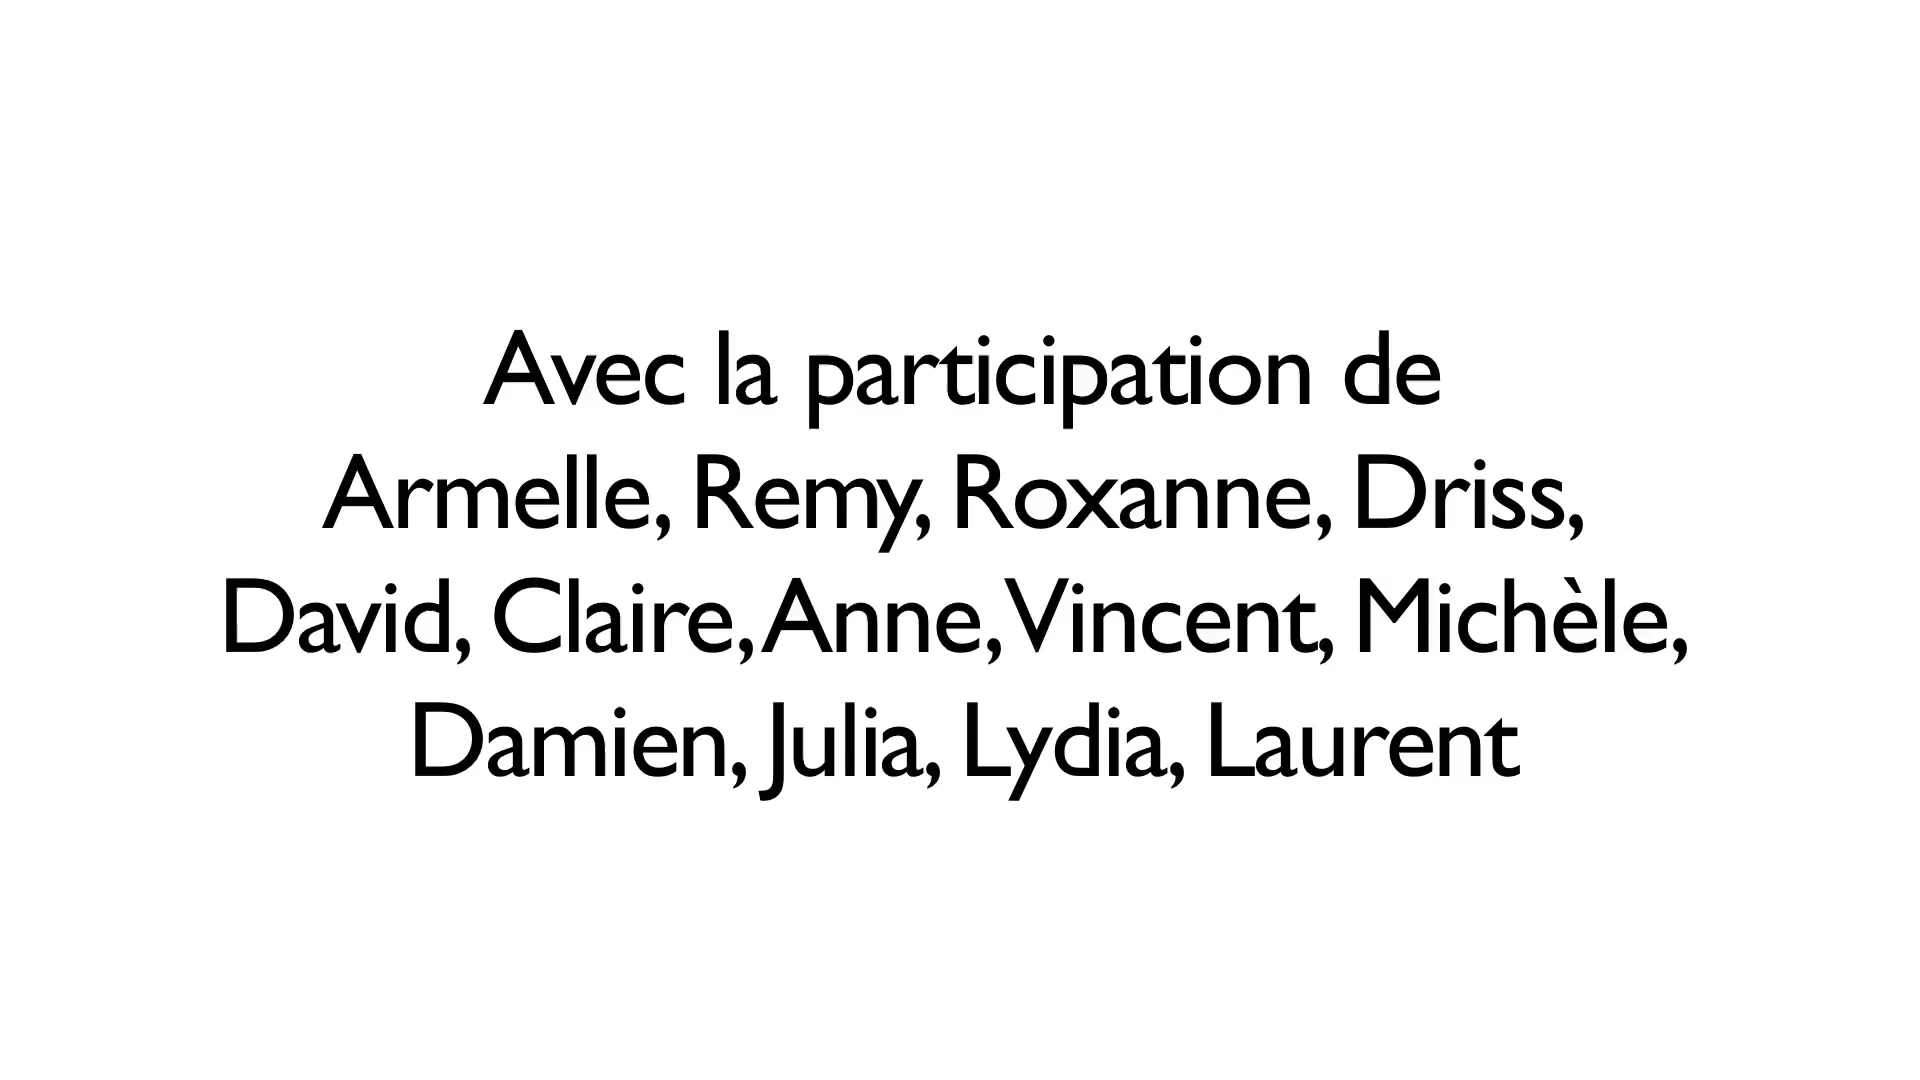 Avec la participation de
Armelle, Remy, Roxanne, Driss,
David, Claire, Anne, Vincent, Michèle,
Damien, Julia, Lydia, Laurent